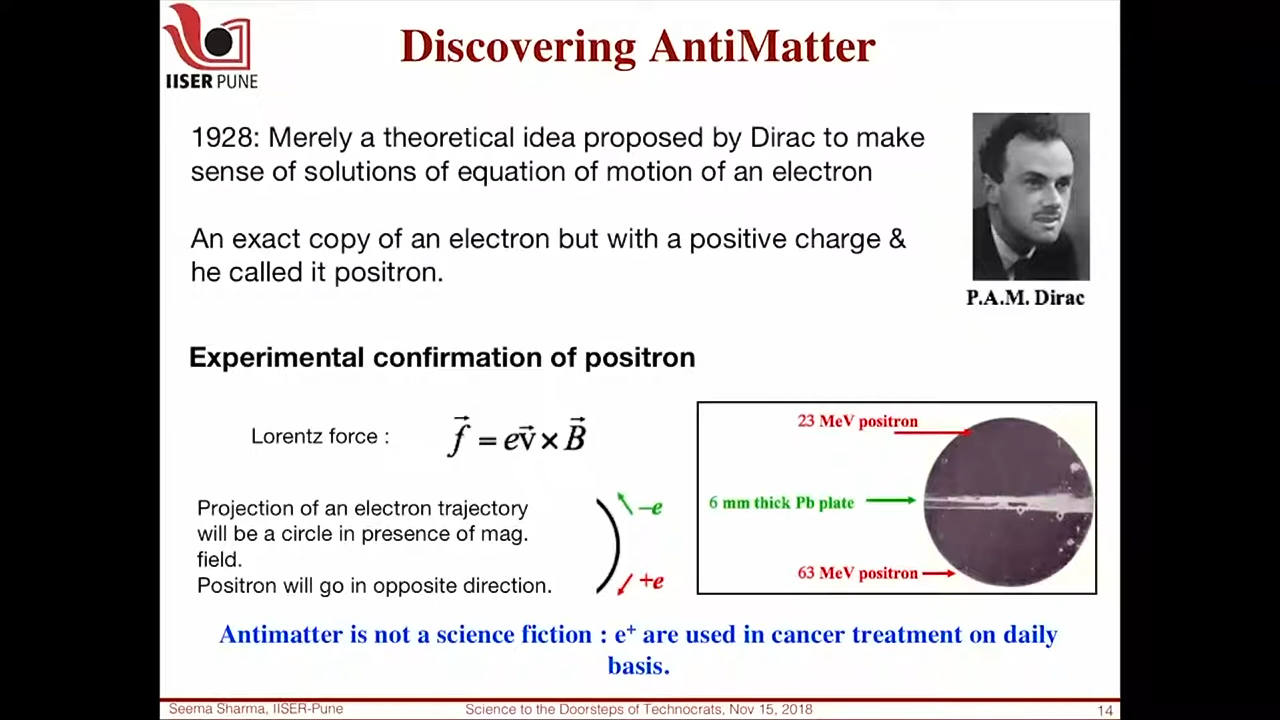 IISER PUNE
Discovering AntiMatter
1928: Merely a theoretical idea proposed by Dirac to make
sense of solutions of equation of motion of an electron
An exact copy of an electron but with a positive charge &
he called it positron.
P.A.M. Dirac
Experimental confirmation of positron
Lorentz force :
f⃗ = ev⃗ × B⃗
Projection of an electron trajectory
will be a circle in presence of mag.
field.
Positron will go in opposite direction.
–e
+e
23 MeV positron
6 mm thick Pb plate
63 MeV positron
Antimatter is not a science fiction : e⁺ are used in cancer treatment on daily
basis.
Seema Sharma, IISER-Pune
Science to the Doorsteps of Technocrats, Nov 15, 2018
14